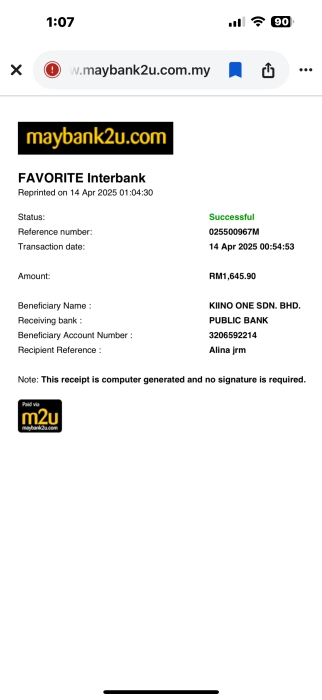 1:07
90
w.maybank2u.com.my
maybank2u.com
FAVORITE Interbank
Reprinted on 14 Apr 2025 01:04:30
Status: Successful
Reference number: 025500967M
Transaction date: 14 Apr 2025 00:54:53
Amount: RM1,645.90
Beneficiary Name : KIINO ONE SDN. BHD.
Receiving bank : PUBLIC BANK
Beneficiary Account Number : 3206592214
Recipient Reference : Alina jrm
Note: This receipt is computer generated and no signature is required.
Paid via
m2u
maybank2u.com